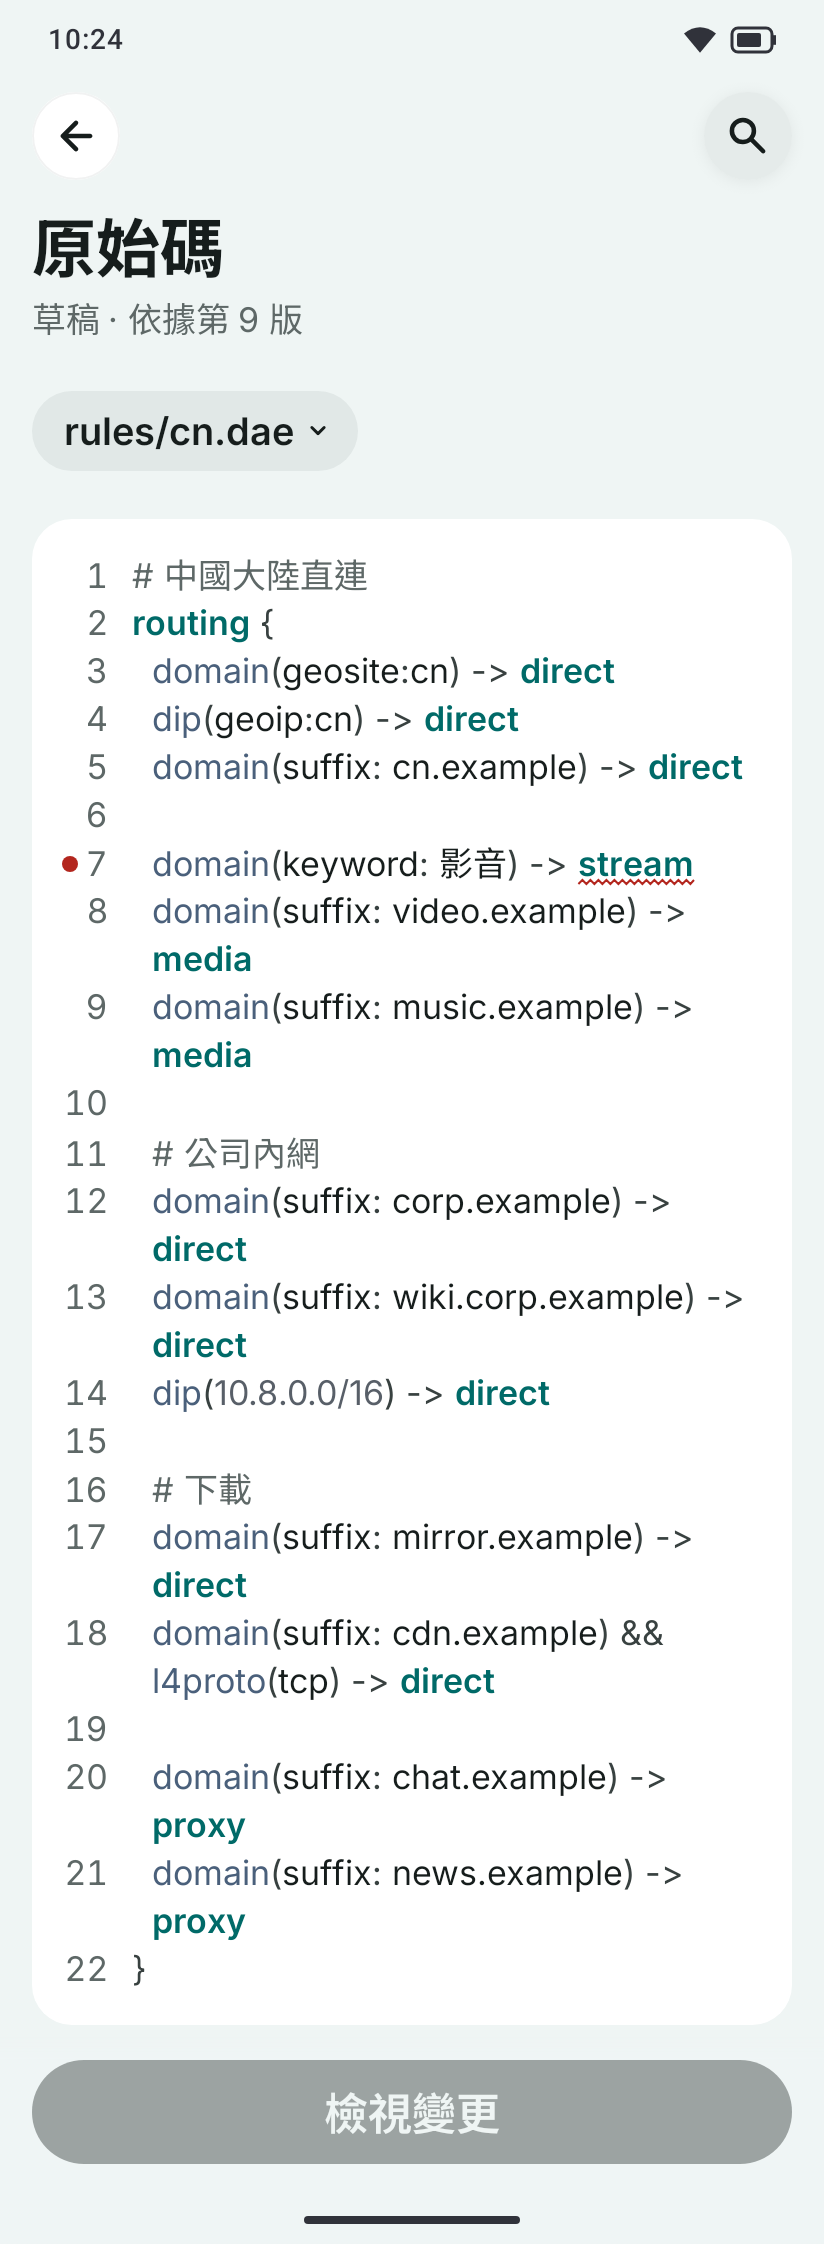 10:24
原始碼
草稿 · 依據第 9 版
rules/cn.dae
1 # 中國大陸直連
2 routing {
3 domain(geosite:cn) -> direct
4 dip(geoip:cn) -> direct
5 domain(suffix: cn.example) -> direct
6
7 domain(keyword: 影音) -> stream
8 domain(suffix: video.example) ->
media
9 domain(suffix: music.example) ->
media
10
11 # 公司內網
12 domain(suffix: corp.example) ->
direct
13 domain(suffix: wiki.corp.example) ->
direct
14 dip(10.8.0.0/16) -> direct
15
16 # 下載
17 domain(suffix: mirror.example) ->
direct
18 domain(suffix: cdn.example) &&
l4proto(tcp) -> direct
19
20 domain(suffix: chat.example) ->
proxy
21 domain(suffix: news.example) ->
proxy
22 }
檢視變更